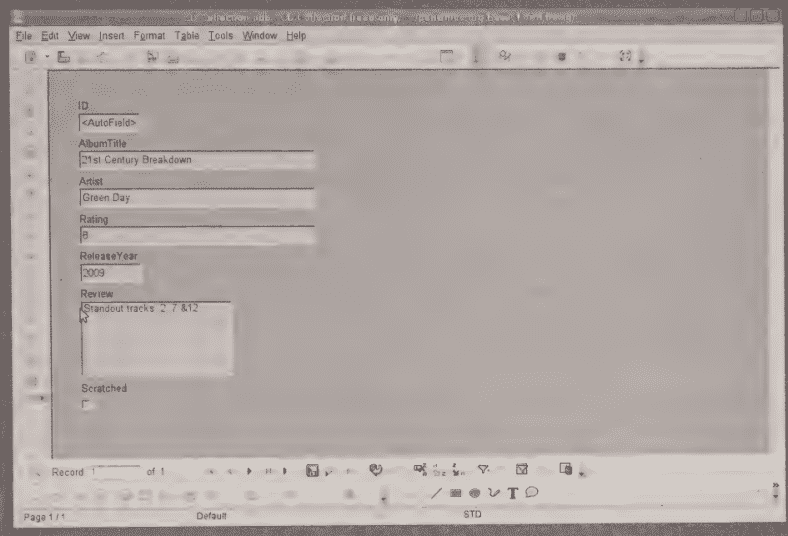 File Edit View Insert Format Table Tools Window Help
ID
<AutoField>
AlbumTitle
21st Century Breakdown
Artist
Green Day
Rating
8
ReleaseYear
2009
Review
Standout tracks 2 7 &12
Scratched
Record 1 of 1
Page 1 / 1 Default STD